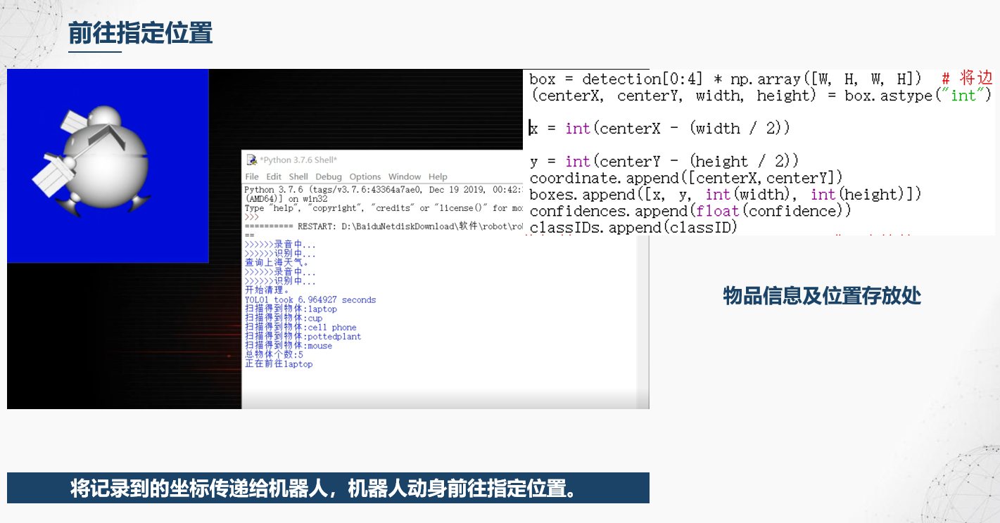 前往指定位置
box = detection[0:4] * np.array([W, H, W, H])  # 将边
(centerX, centerY, width, height) = box.astype("int")
x = int(centerX - (width / 2))
y = int(centerY - (height / 2))
coordinate.append([centerX,centerY])
boxes.append([x, y, int(width), int(height)])
confidences.append(float(confidence))
classIDs.append(classID)
*Python 3.7.6 Shell*
File Edit Shell Debug Options Window Help
Python 3.7.6 (tags/v3.7.6:43364a7ae0, Dec 19 2019, 00:42:
(AMD64)] on win32
Type "help", "copyright", "credits" or "license()" for mo
>>>
========== RESTART: D:\BaiduNetdiskDownload\软件\robot\ro
==
>>>>>>录音中...
>>>>>>识别中...
查询上海天气。
>>>>>>录音中...
>>>>>>识别中...
开始清理。
YOLO1 took 6.964927 seconds
扫描得到物体:laptop
扫描得到物体:cup
扫描得到物体:cell phone
扫描得到物体:pottedplant
扫描得到物体:mouse
总物体个数:5
正在前往laptop
物品信息及位置存放处
将记录到的坐标传递给机器人，机器人动身前往指定位置。